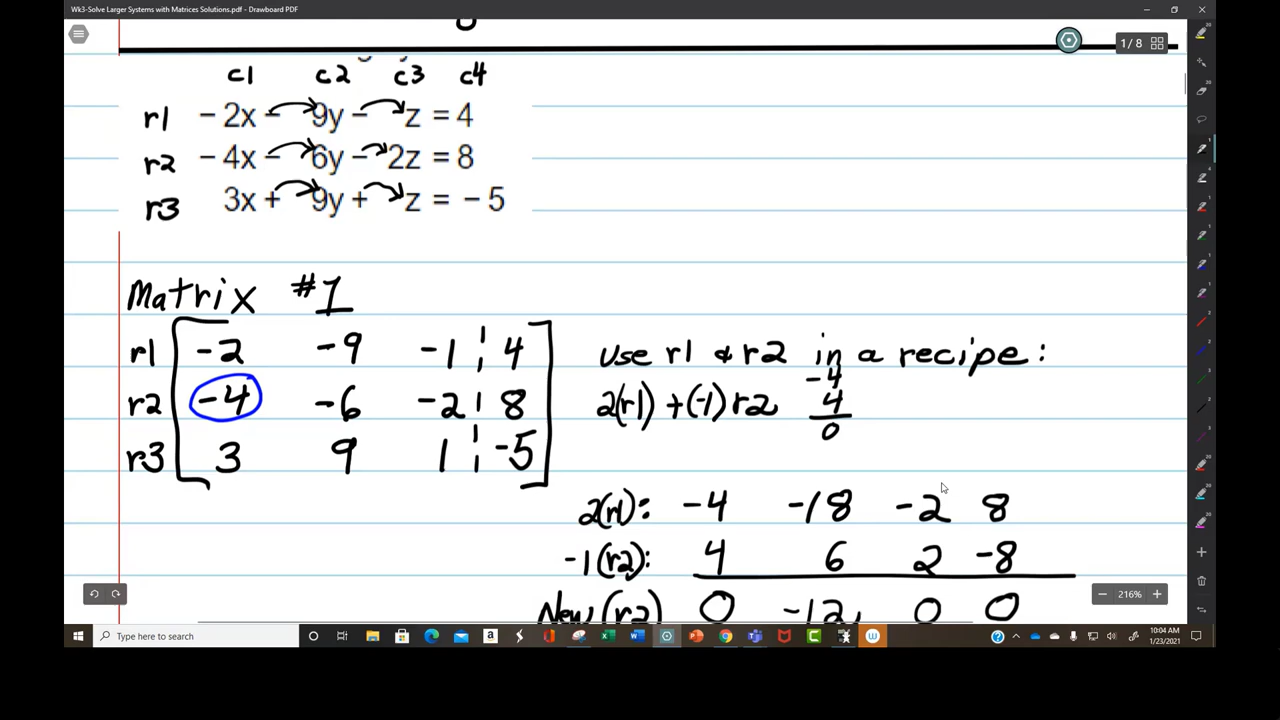 Wk3-Solve Larger Systems with Matrices Solutions.pdf - Drawboard PDF
1/8
c1 c2 c3 c4
r1 - 2x - 9y - z = 4
r2 - 4x - 6y - 2z = 8
r3 3x + 9y + z = - 5
Matrix #1
r1 -2 -9 -1 4
r2 -4 -6 -2 8
r3 3 9 1 -5
use r1 & r2 in a recipe:
-4
2(r1) + (-1) r2 4
0
2(r1): -4 -18 -2 8
-1(r2): 4 6 2 -8
New (r2) 0 -12 0 0
216%
Type here to search
10:04 AM
1/23/2021